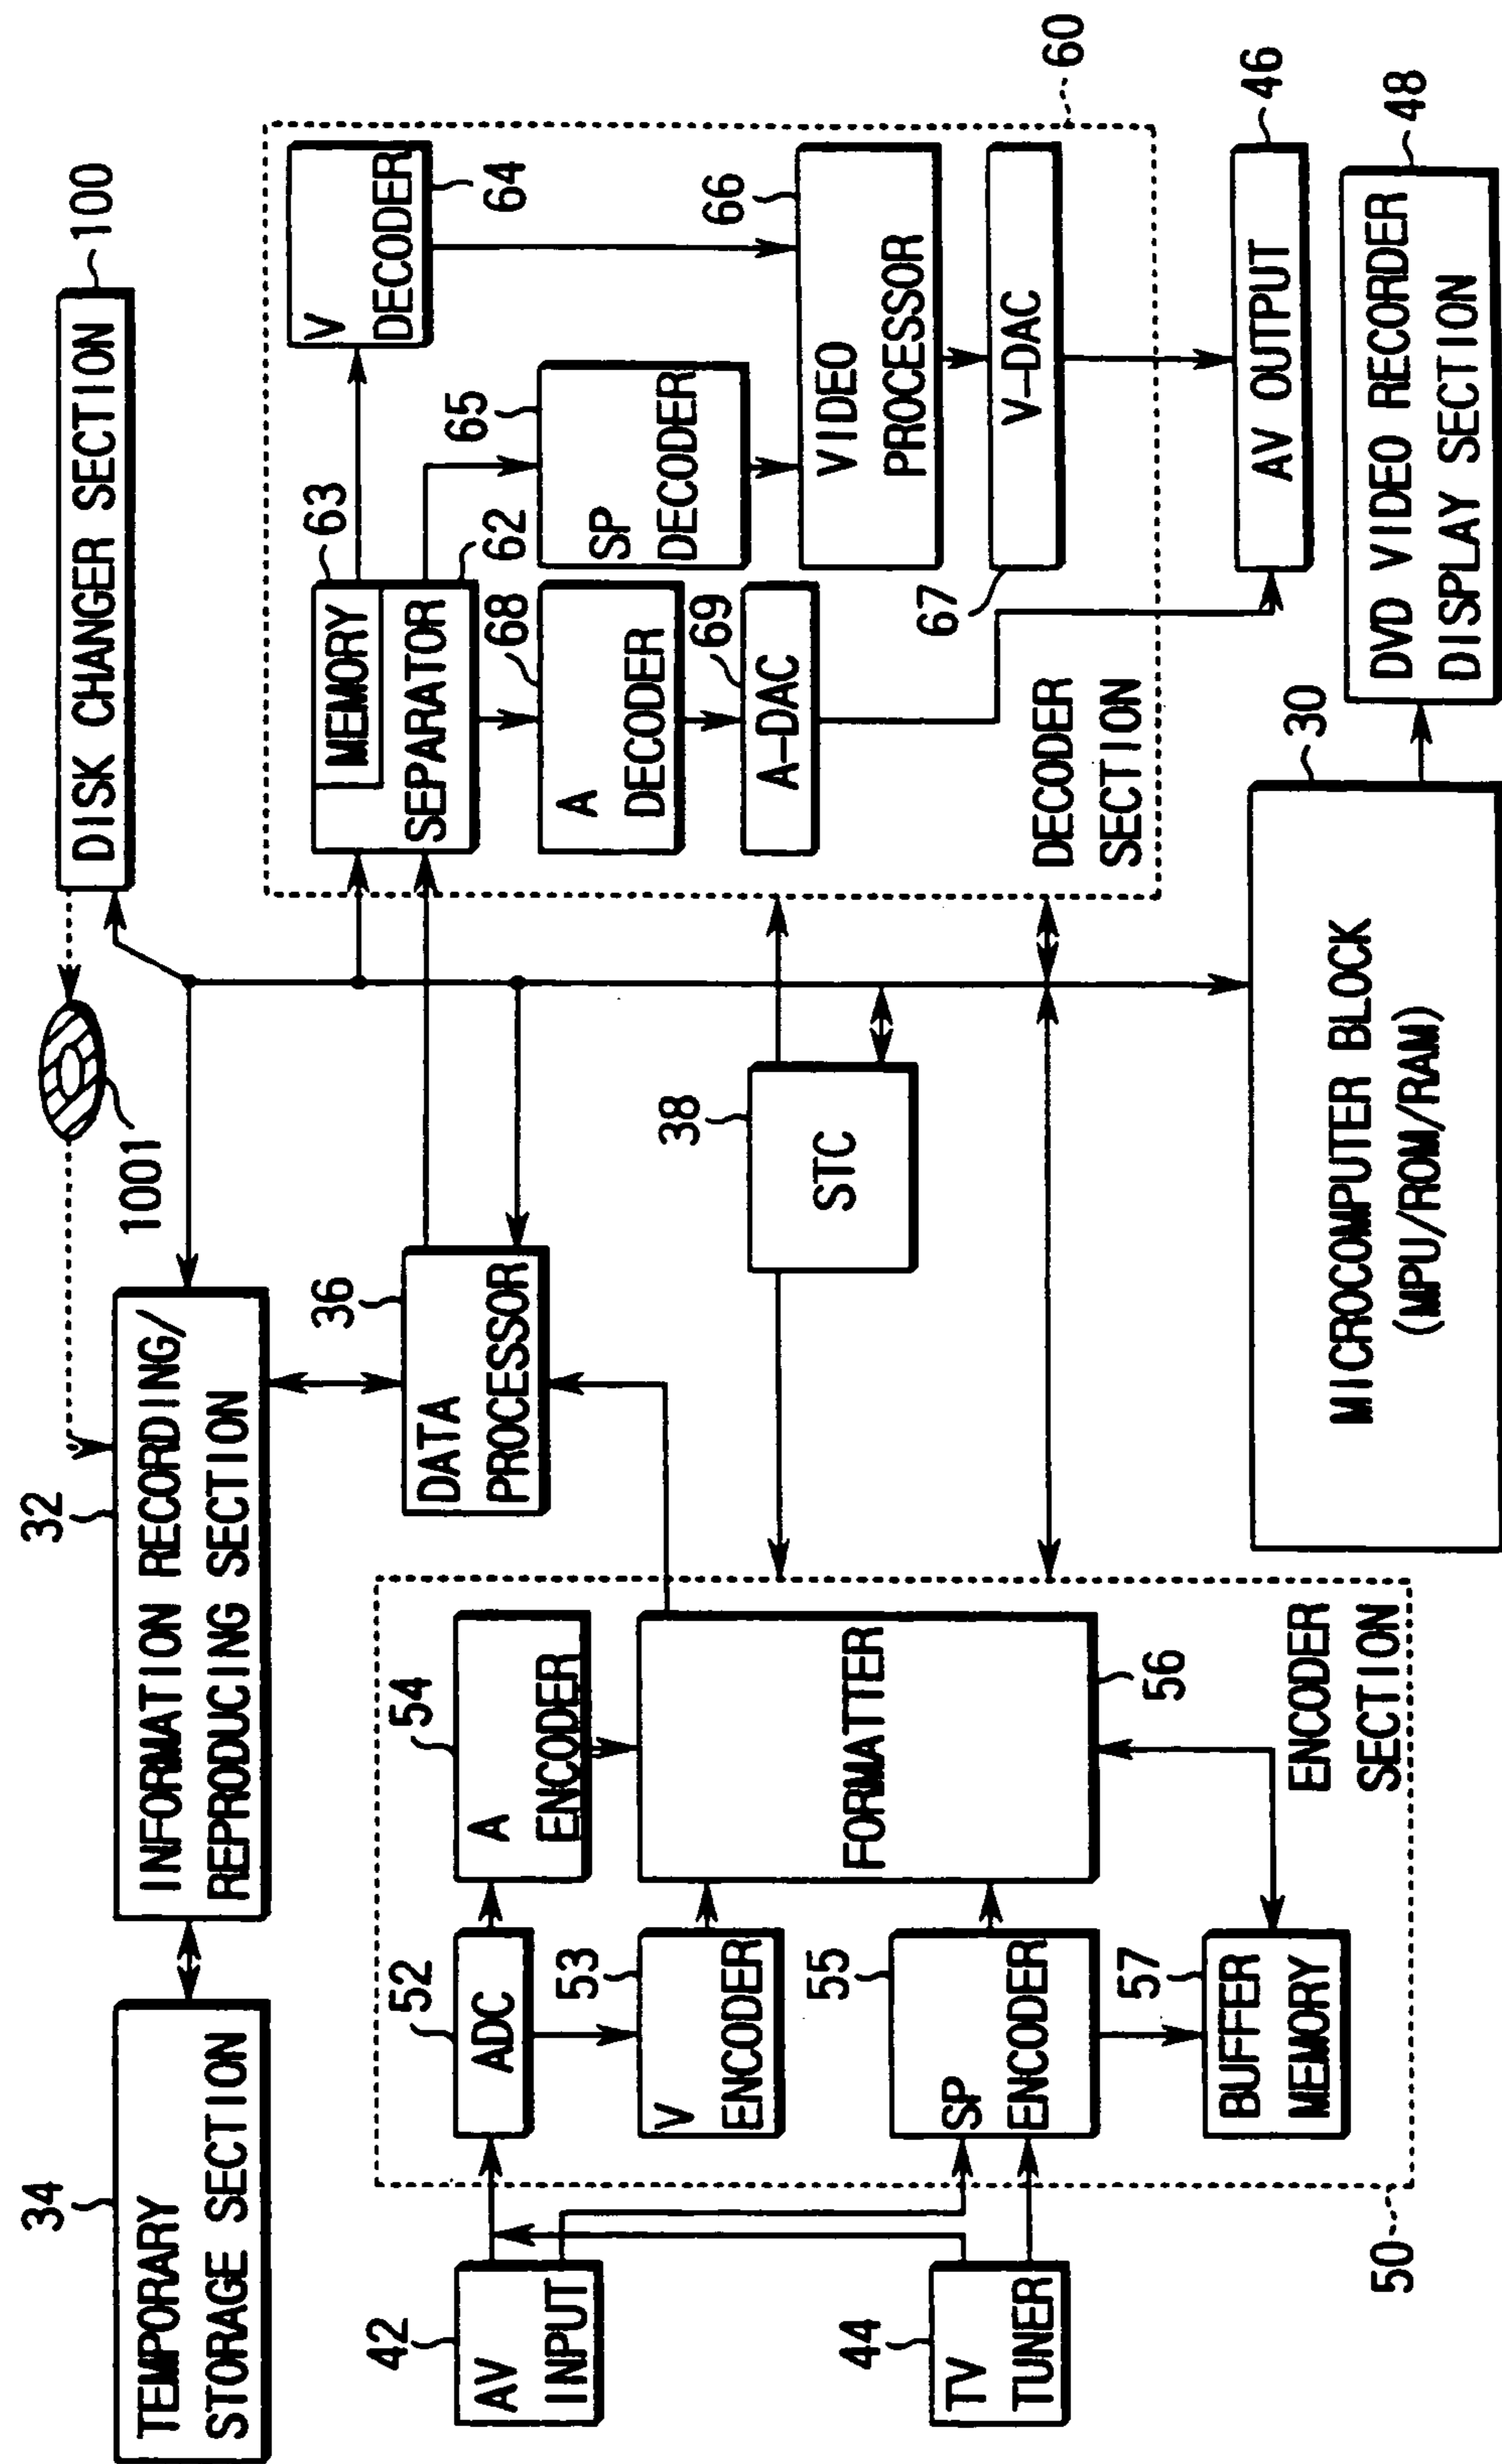 34
TEMPORARY
STORAGE SECTION
32
INFORMATION RECORDING/
REPRODUCING SECTION
1001
100
DISK CHANGER SECTION
36
DATA
PROCESSOR
42
AV
INPUT
44
TV
TUNER
52
ADC
54
A
ENCODER
53
V
ENCODER
55
SP
ENCODER
57
BUFFER
MEMORY
FORMATTER
56
ENCODER
SECTION
50
38
STC
63
MEMORY
SEPARATOR
62
V
DECODER
64
65
SP
DECODER
68
A
DECODER
69
A-DAC
66
VIDEO
PROCESSOR
67
V-DAC
DECODER
SECTION
60
AV OUTPUT
46
30
MICROCOMPUTER BLOCK
(MPU/ROM/RAM)
DVD VIDEO RECORDER
DISPLAY SECTION
48